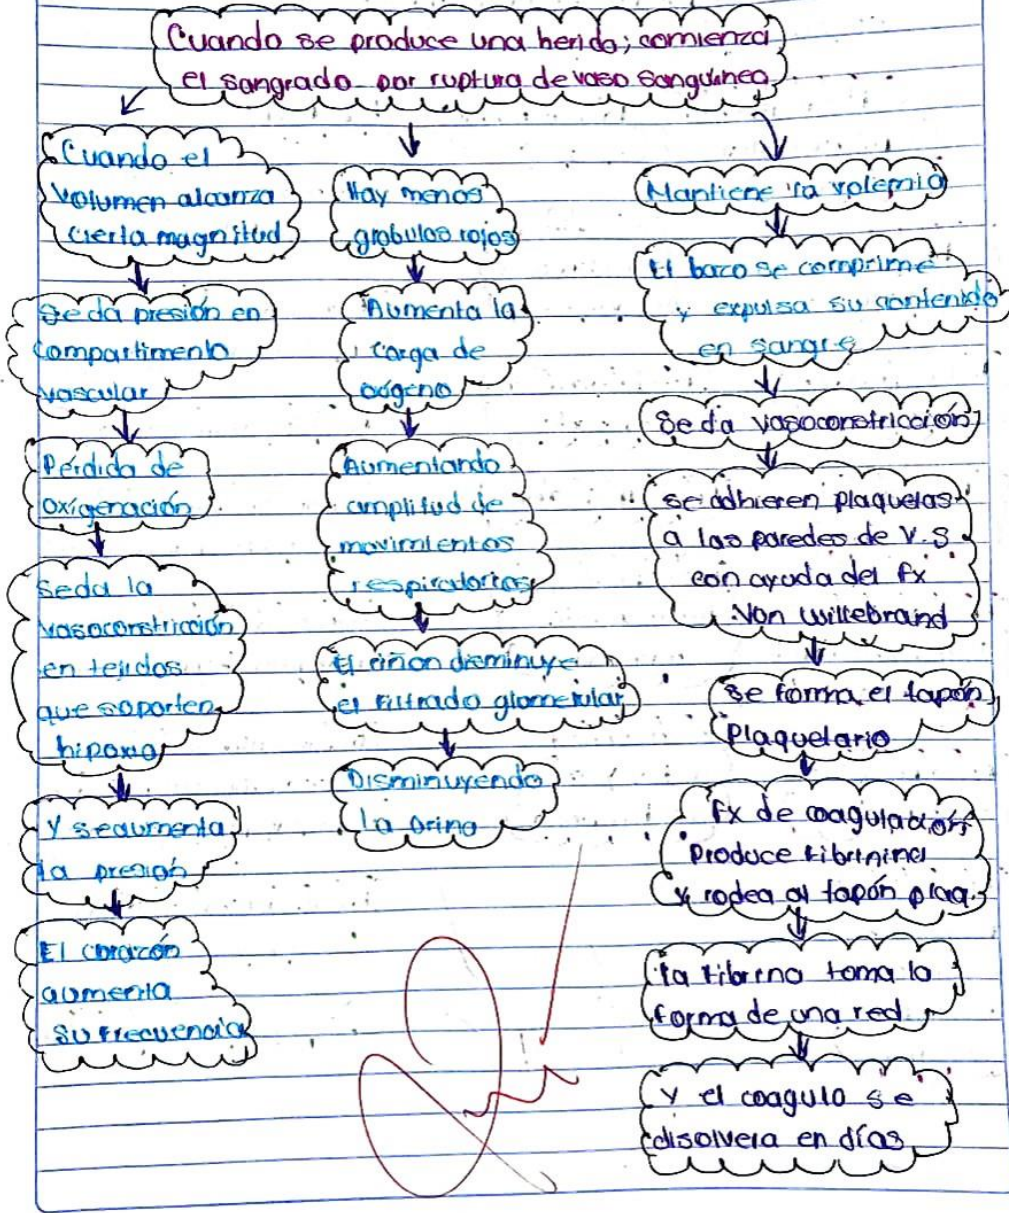 Cuando se produce una herida; comienza
el sangrado por ruptura de vaso sanguíneo
Cuando el
volumen alcanza
cierta magnitud
Se da presión en
compartimento
vascular
Pérdida de
oxigenación
Se da la
vasoconstricción
en tejidos
que soporten
hipoxia
Y se aumenta
la presión
El corazón
aumenta
su frecuencia
Hay menos
globulos rojos
Aumenta la
carga de
oxígeno
Aumentando
amplitud de
movimientos
respiratorios
El riñon disminuye
el filtrado glomerular
Disminuyendo
la orina
Mantiene la volemia
El bazo se comprime
y expulsa su contenido
en sangre
Se da vasoconstricción
se adhieren plaquetas
a las paredes de V.S
con ayuda del fx
Von willebrand
Se forma el tapón
plaquetario
fx de coagulación
produce fibrinina
y rodea al tapón plaq.
la fibrina toma la
forma de una red
y el coagulo se
disolvera en días